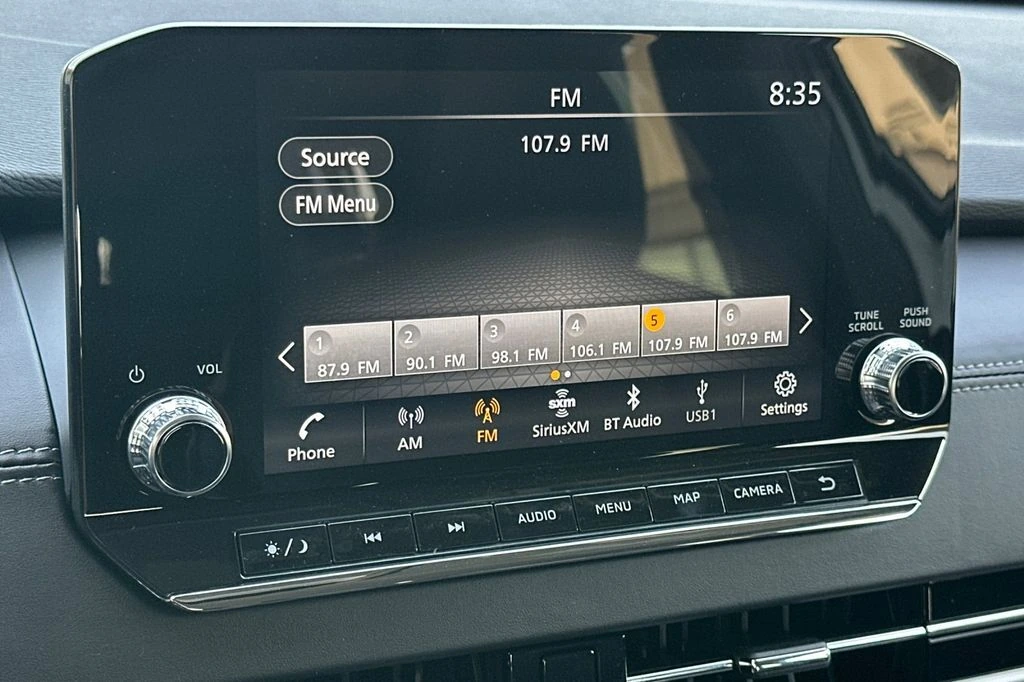 FM
8:35
107.9 FM
Source
FM Menu
1
2
3
4
5
6
87.9 FM
90.1 FM
98.1 FM
106.1 FM
107.9 FM
107.9 FM
TUNE
SCROLL
PUSH
SOUND
VOL
Phone
AM
A
FM
sxm
SiriusXM
BT Audio
USB1
Settings
AUDIO
MENU
MAP
CAMERA